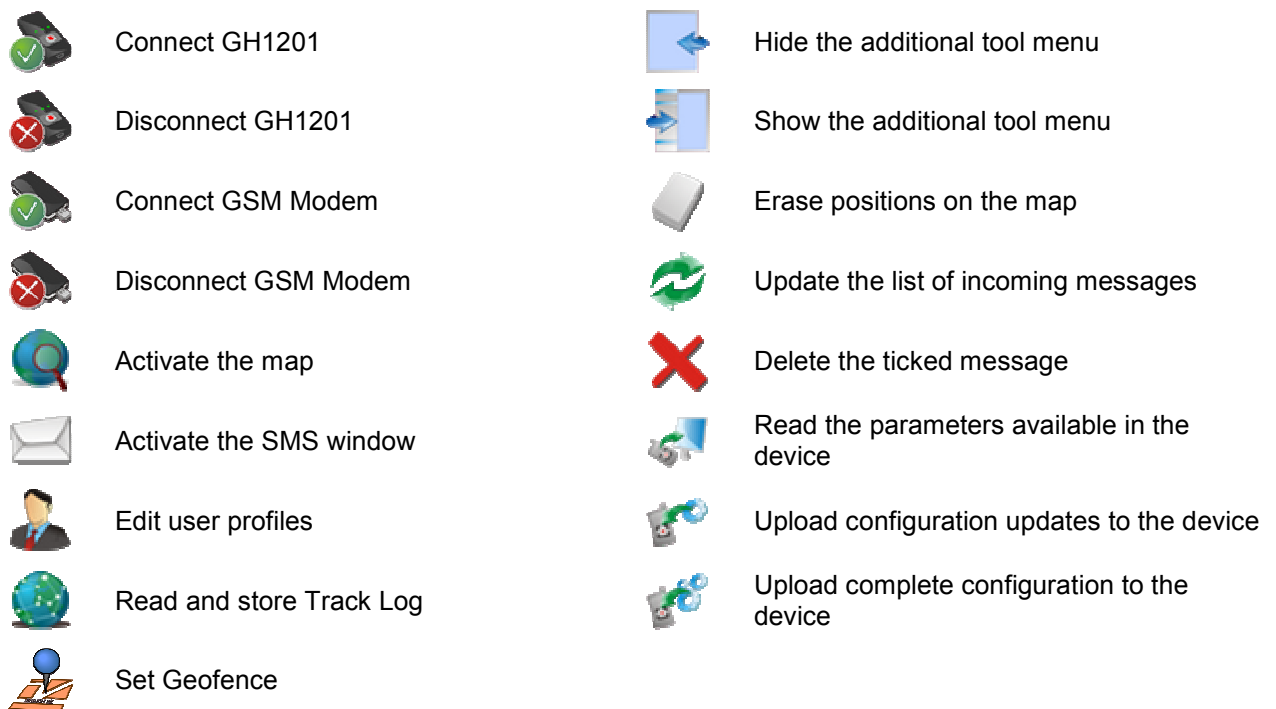 Connect GH1201
Disconnect GH1201
Connect GSM Modem
Disconnect GSM Modem
Activate the map
Activate the SMS window
Edit user profiles
Read and store Track Log
Set Geofence
Hide the additional tool menu
Show the additional tool menu
Erase positions on the map
Update the list of incoming messages
Delete the ticked message
Read the parameters available in the
device
Upload configuration updates to the device
Upload complete configuration to the
device